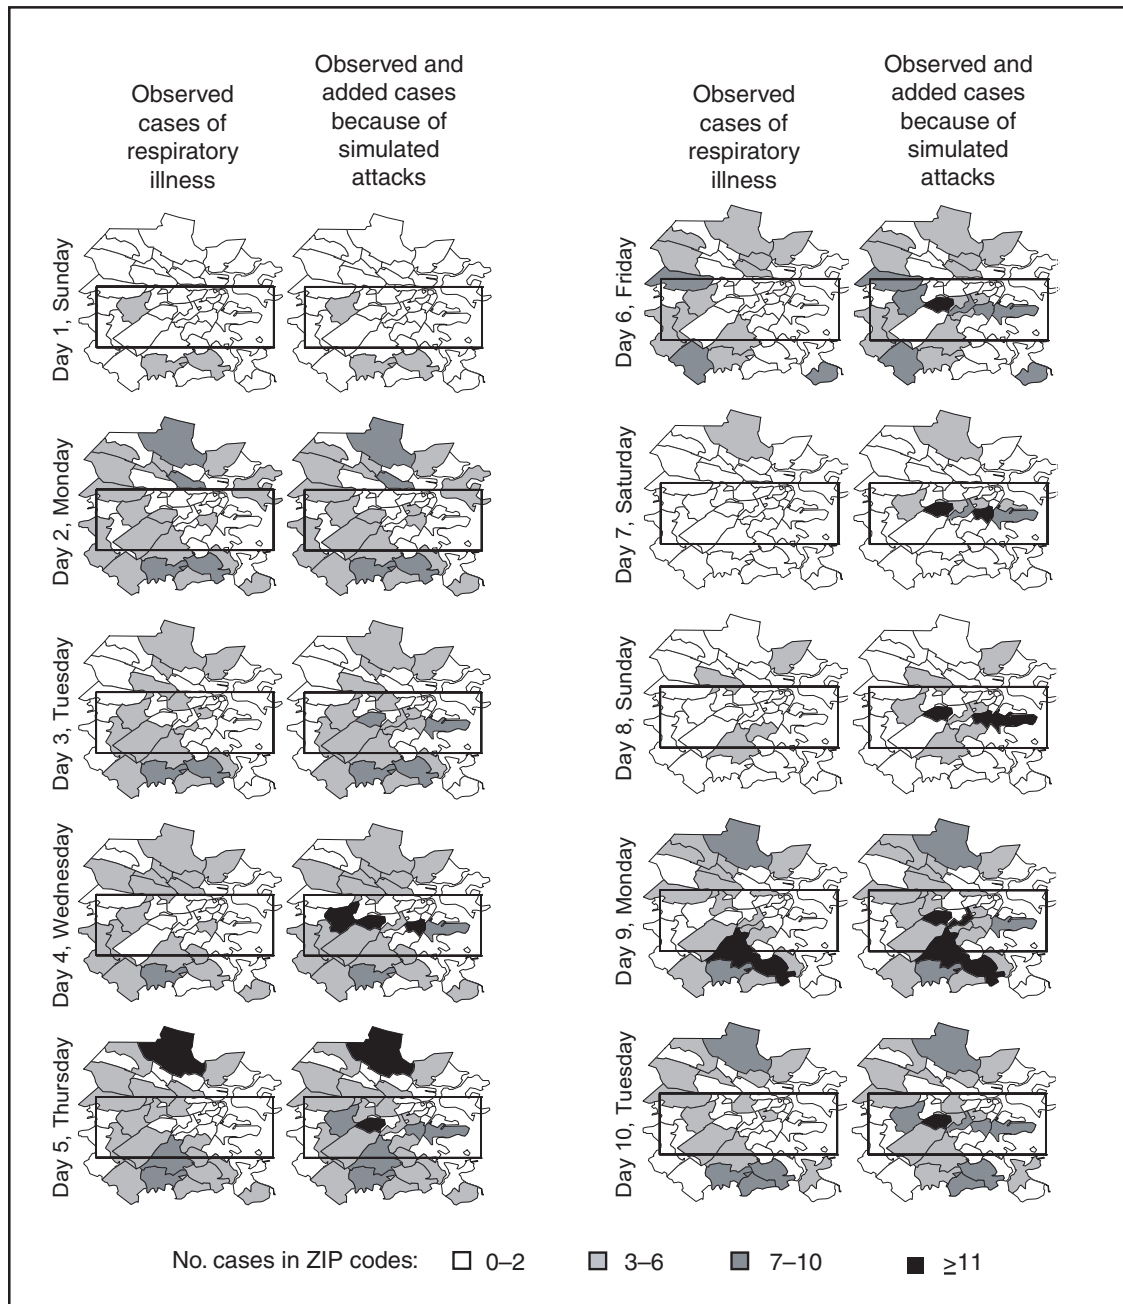 Observed
cases of
respiratory
illness
Observed and
added cases
because of
simulated
attacks
Observed
cases of
respiratory
illness
Observed and
added cases
because of
simulated
attacks
Day 1, Sunday
Day 2, Monday
Day 3, Tuesday
Day 4, Wednesday
Day 5, Thursday
Day 6, Friday
Day 7, Saturday
Day 8, Sunday
Day 9, Monday
Day 10, Tuesday
No. cases in ZIP codes: 0–2 3–6 7–10 ≥11